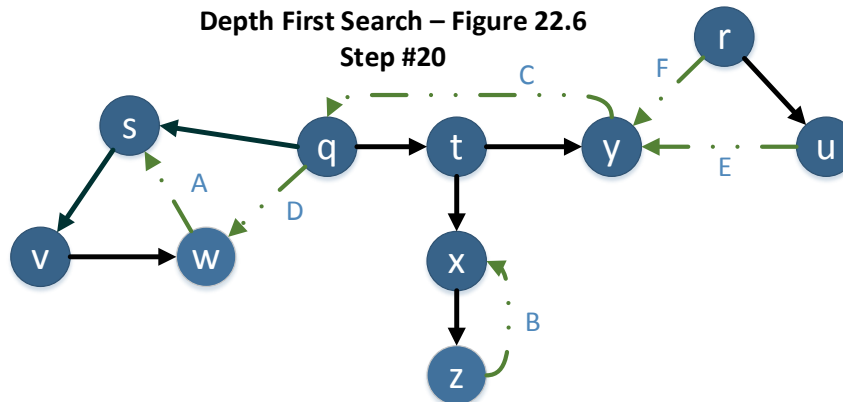 Depth First Search – Figure 22.6
Step #20
r
C
F
s
q
t
y
u
A
D
E
v
w
x
B
z